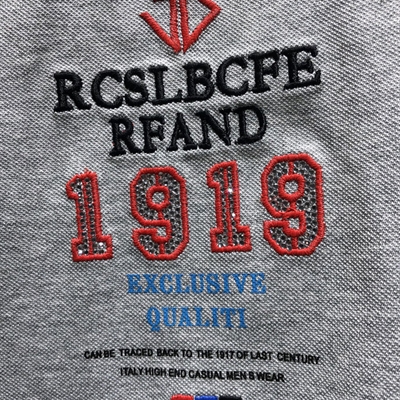 RCSLBCFE
RFAND
1919
EXCLUSIVE
QUALITI
CAN BE TRACED BACK TO THE 1917 OF LAST CENTURY
ITALY HIGH END CASUAL MEN S WEAR